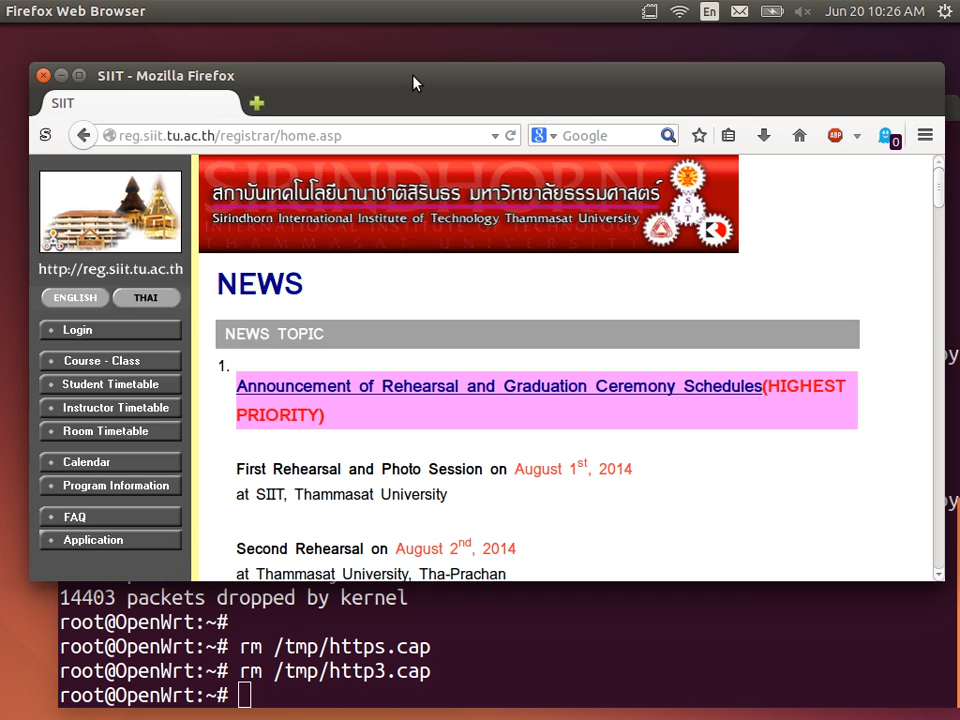 Firefox Web Browser
En
Jun 20 10:26 AM
SIIT - Mozilla Firefox
SIIT
S
reg.siit.tu.ac.th/registrar/home.asp
8
Google
ABP
0
สถาบันเทคโนโลยีนานาชาติสิรินธร มหาวิทยาลัยธรรมศาสตร์
Sirindhorn International Institute of Technology Thammasat University
http://reg.siit.tu.ac.th
ENGLISH
THAI
Login
Course - Class
Student Timetable
Instructor Timetable
Room Timetable
Calendar
Program Information
FAQ
Application
NEWS
NEWS TOPIC
1.
Announcement of Rehearsal and Graduation Ceremony Schedules(HIGHEST
PRIORITY)
First Rehearsal and Photo Session on August 1st, 2014
at SIIT, Thammasat University
Second Rehearsal on August 2nd, 2014
at Thammasat University, Tha-Prachan
14403 packets dropped by kernel
root@OpenWrt:~#
root@OpenWrt:~# rm /tmp/https.cap
root@OpenWrt:~# rm /tmp/http3.cap
root@OpenWrt:~#